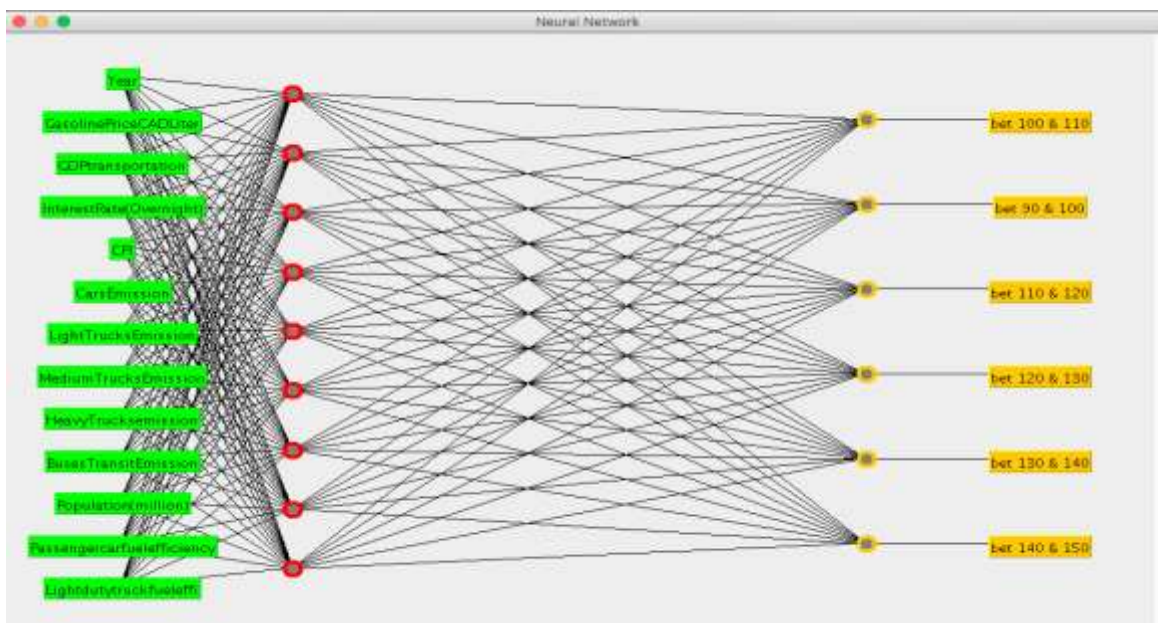 Neural Network
Year
GasolinePriceCADLiter
GDPtransportation
InterestRate(Overnight)
CPI
CarsEmission
LightTrucksEmission
MediumTrucksEmission
HeavyTrucksemission
BusesTransitEmission
Population(million)
Passengercarfuelefficiency
Lightdutytruckfueleffi
bet 100 & 110
bet 90 & 100
bet 110 & 120
bet 120 & 130
bet 130 & 140
bet 140 & 150